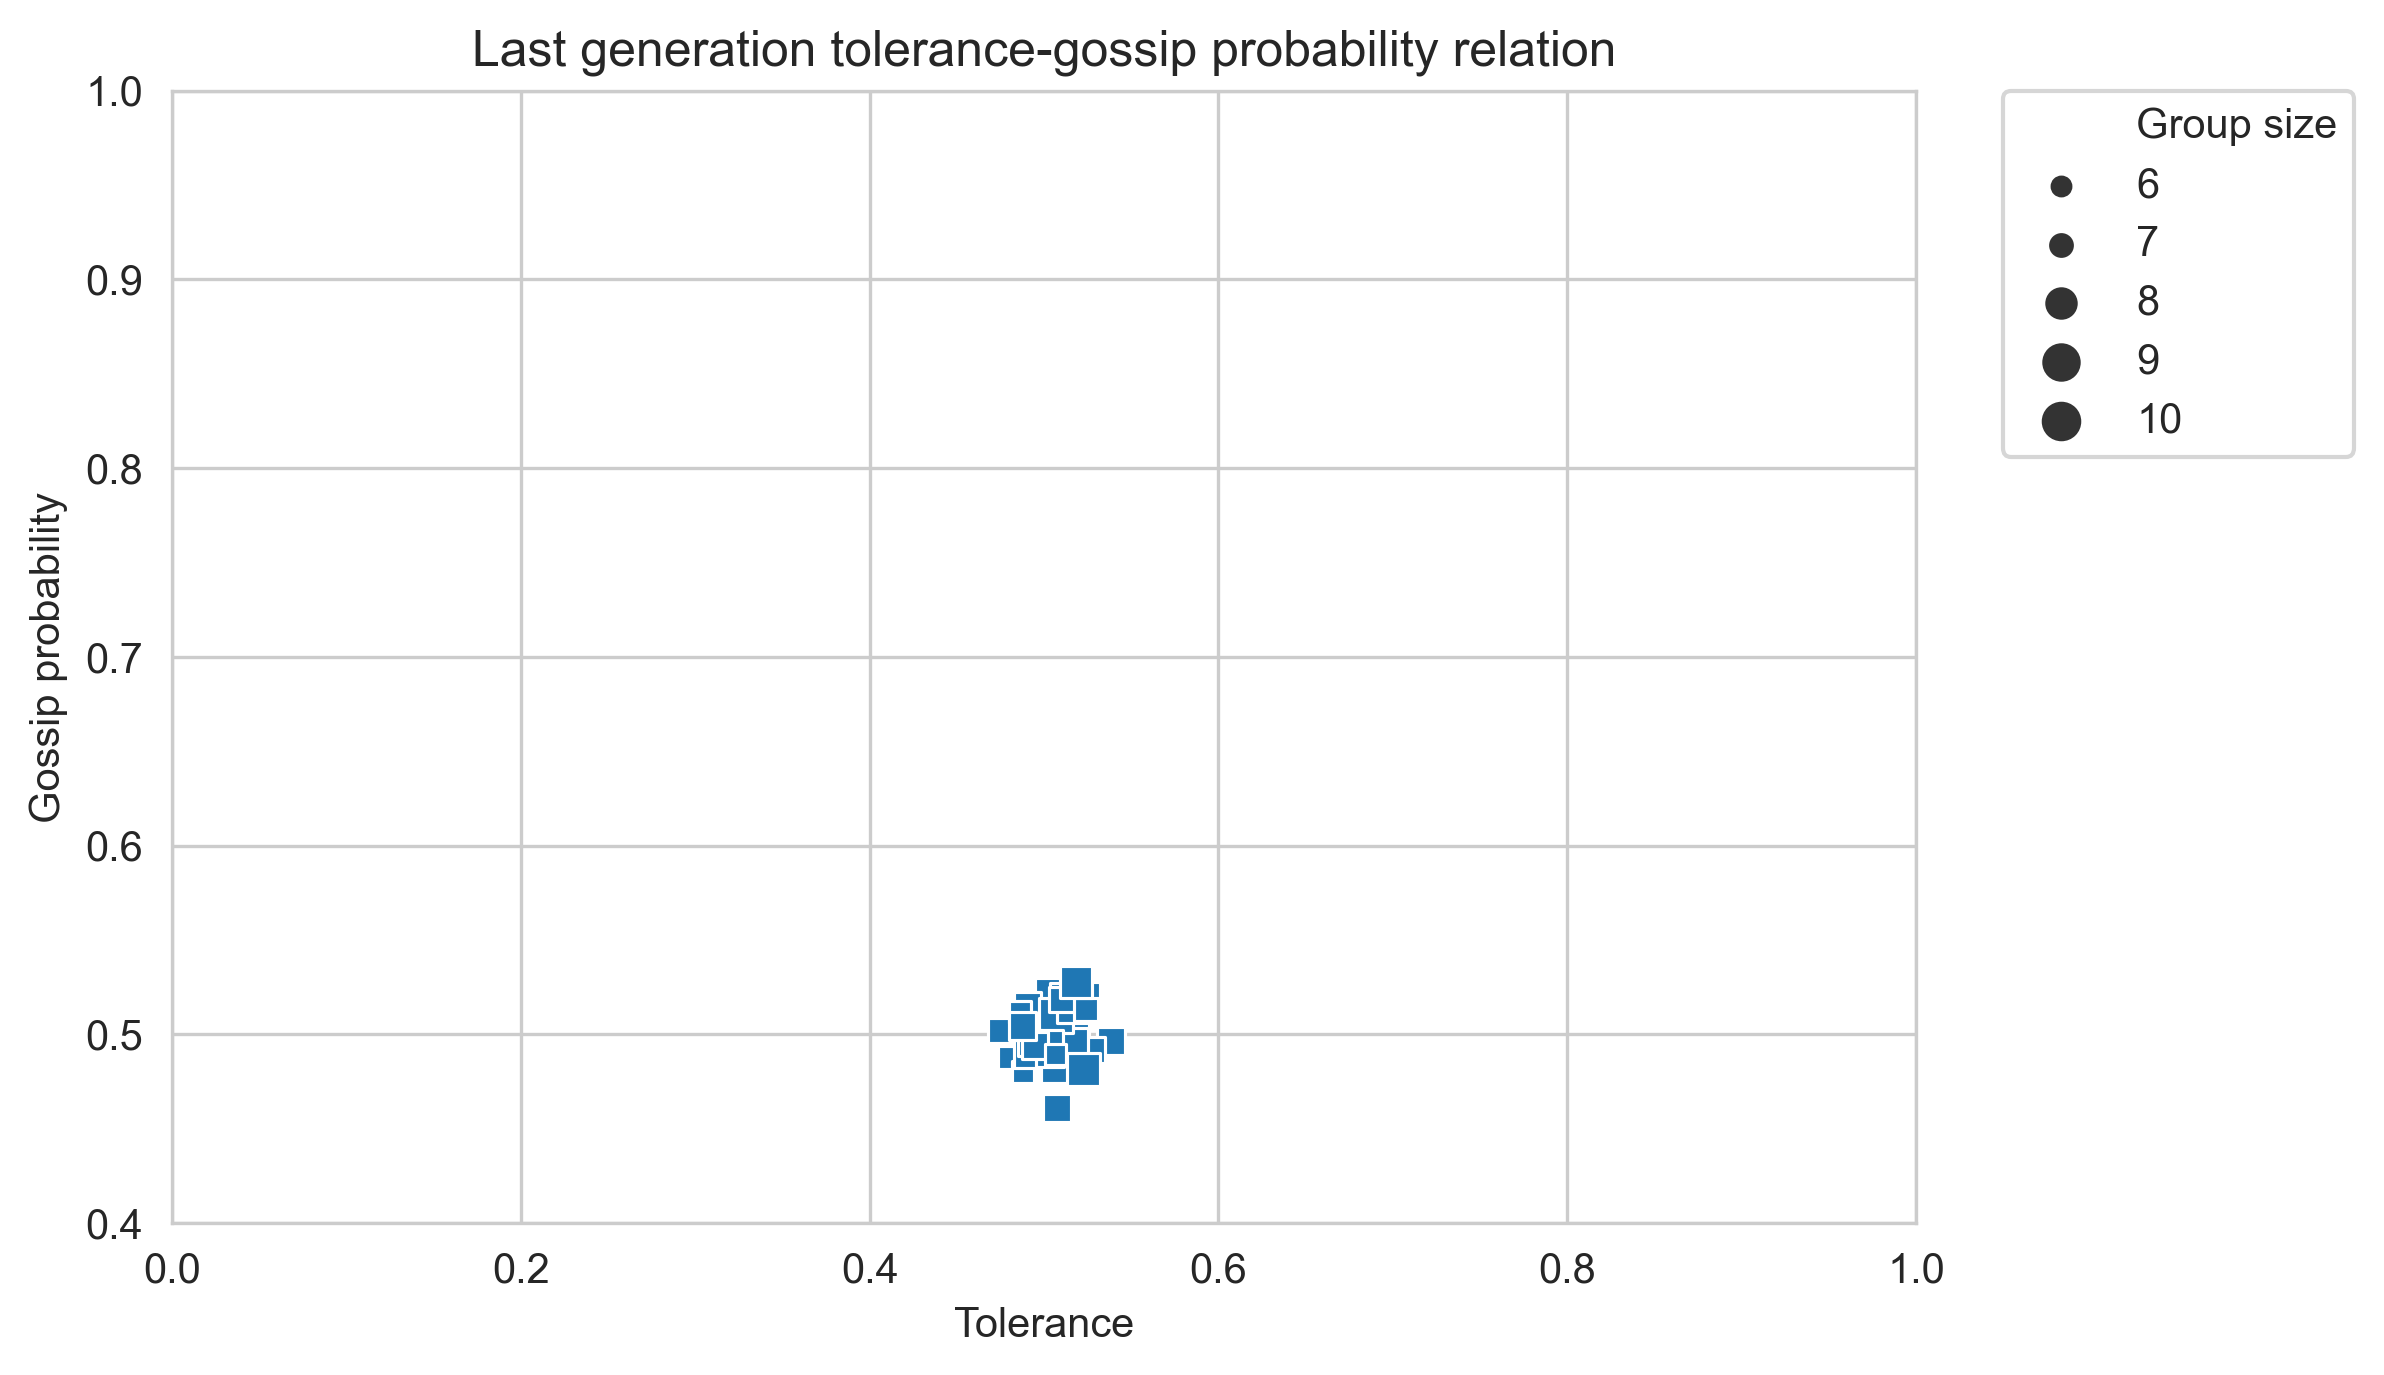 Last generation tolerance-gossip probability relation
1.0
0.9
0.8
0.7
0.6
0.5
0.4
Gossip probability
0.0 0.2 0.4 0.6 0.8 1.0
Tolerance
Group size
6
7
8
9
10